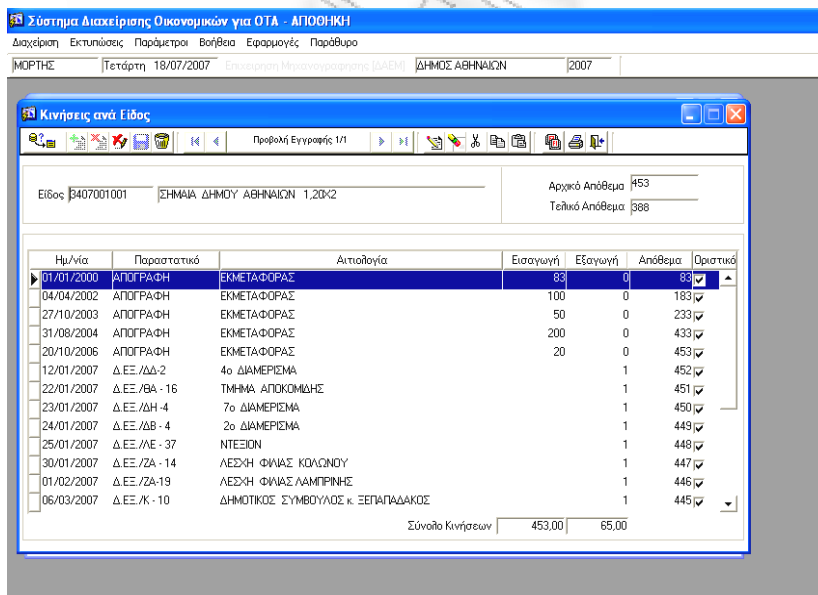 Σύστημα Διαχείρισης Οικονομικών για ΟΤΑ - ΑΠΟΘΗΚΗ
Διαχείριση Εκτυπώσεις Παράμετροι Βοήθεια Εφαρμογές Παράθυρο
ΜΟΡΤΗΣ Τετάρτη 18/07/2007 Επιχείρηση Μηχανογράφησης [ΔΑΕΜ] ΔΗΜΟΣ ΑΘΗΝΑΙΩΝ 2007
Κινήσεις ανά Είδος
Προβολή Εγγραφής 1/1
Είδος 3407001001 ΣΗΜΑΙΑ ΔΗΜΟΥ ΑΘΗΝΑΙΩΝ 1,20X2
Αρχικό Απόθεμα 453
Τελικό Απόθεμα 388
Ημ/νία Παραστατικό Αιτιολογία Εισαγωγή Εξαγωγή Απόθεμα Οριστικό
01/01/2000 ΑΠΟΓΡΑΦΗ ΕΚΜΕΤΑΦΟΡΑΣ 83 0 83
04/04/2002 ΑΠΟΓΡΑΦΗ ΕΚΜΕΤΑΦΟΡΑΣ 100 0 183
27/10/2003 ΑΠΟΓΡΑΦΗ ΕΚΜΕΤΑΦΟΡΑΣ 50 0 233
31/08/2004 ΑΠΟΓΡΑΦΗ ΕΚΜΕΤΑΦΟΡΑΣ 200 0 433
20/10/2006 ΑΠΟΓΡΑΦΗ ΕΚΜΕΤΑΦΟΡΑΣ 20 0 453
12/01/2007 Δ.ΕΞ./ΔΔ-2 4ο ΔΙΑΜΕΡΙΣΜΑ 1 452
22/01/2007 Δ.ΕΞ./ΘΑ - 16 ΤΜΗΜΑ ΑΠΟΚΟΜΙΔΗΣ 1 451
23/01/2007 Δ.ΕΞ./ΔΗ -4 7ο ΔΙΑΜΕΡΙΣΜΑ 1 450
24/01/2007 Δ.ΕΞ./ΔΒ - 4 2ο ΔΙΑΜΕΡΙΣΜΑ 1 449
25/01/2007 Δ.ΕΞ./ΛΕ - 37 ΝΤΕΞΙΟΝ 1 448
30/01/2007 Δ.ΕΞ./ΖΑ - 14 ΛΕΣΧΗ ΦΙΛΙΑΣ ΚΟΛΩΝΟΥ 1 447
01/02/2007 Δ.ΕΞ./ΖΑ-19 ΛΕΣΧΗ ΦΙΛΙΑΣ ΛΑΜΠΡΙΝΗΣ 1 446
06/03/2007 Δ.ΕΞ./Κ - 10 ΔΗΜΟΤΙΚΟΣ ΣΥΜΒΟΥΛΟΣ κ. ΞΕΠΑΠΑΔΑΚΟΣ 1 445
Σύνολο Κινήσεων 453,00 65,00